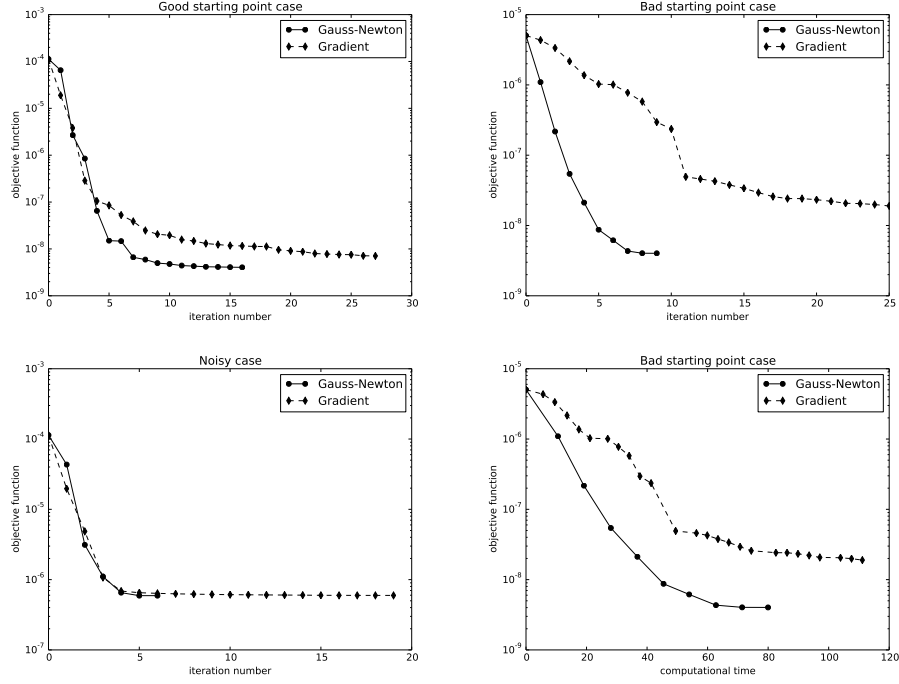 Good starting point case
10^-3
10^-4
10^-5
10^-6
10^-7
10^-8
10^-9
objective function
Gauss-Newton
Gradient
0 5 10 15 20 25 30
iteration number
Bad starting point case
10^-5
10^-6
10^-7
10^-8
10^-9
objective function
Gauss-Newton
Gradient
0 5 10 15 20 25
iteration number
Noisy case
10^-3
10^-4
10^-5
10^-6
10^-7
objective function
Gauss-Newton
Gradient
0 5 10 15 20
iteration number
Bad starting point case
10^-5
10^-6
10^-7
10^-8
10^-9
objective function
Gauss-Newton
Gradient
0 20 40 60 80 100 120
computational time